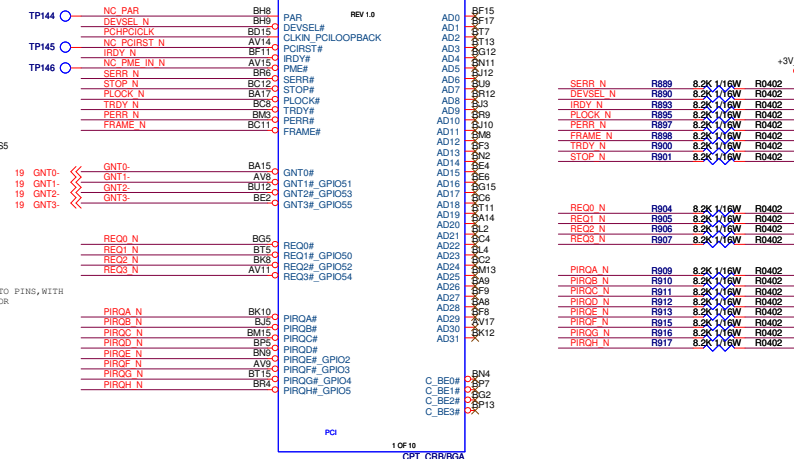 REV 1.0
TP144 NC_PAR BH8 PAR
DEVSEL_N BH9 DEVSEL#
PCHPCICLK BD15 CLKIN_PCILOOPBACK
TP145 NC_PCIRST_N AV14 PCIRST#
IRDY_N BF11 IRDY#
TP146 NC_PME_IN_N AV15 PME#
SERR_N BR6 SERR#
STOP_N BC12 STOP#
PLOCK_N BA17 PLOCK#
TRDY_N BC8 TRDY#
PERR_N BM3 PERR#
FRAME_N BC11 FRAME#
S5
19 GNT0- GNT0- BA15 GNT0#
19 GNT1- GNT1- AV8 GNT1#_GPIO51
19 GNT2- GNT2- BU12 GNT2#_GPIO53
19 GNT3- GNT3- BE2 GNT3#_GPIO55
REQ0_N BG5 REQ0#
REQ1_N BT5 REQ1#_GPIO50
REQ2_N BK8 REQ2#_GPIO52
REQ3_N AV11 REQ3#_GPIO54
TO PINS,WITH
OR
PIRQA_N BK10 PIRQA#
PIRQB_N BJ5 PIRQB#
PIRQC_N BM15 PIRQC#
PIRQD_N BP5 PIRQD#
PIRQE_N BN9 PIRQE#_GPIO2
PIRQF_N AV9 PIRQF#_GPIO3
PIRQG_N BT15 PIRQG#_GPIO4
PIRQH_N BR4 PIRQH#_GPIO5
AD0 BF15
AD1 BF17
AD2 BT7
AD3 BT13
AD4 BG12
AD5 BN11
AD6 BJ12
AD7 BU9
AD8 BR12
AD9 BJ3
AD10 BR9
AD11 BJ10
AD12 BM8
AD13 BF3
AD14 BN2
AD15 BE4
AD16 BE6
AD17 BG15
AD18 BC6
AD19 BT11
AD20 BA14
AD21 BL2
AD22 BC4
AD23 BL4
AD24 BC2
AD25 BM13
AD26 BA9
AD27 BF9
AD28 BA8
AD29 BF8
AD30 AV17
AD31 BK12
C_BE0# BN4
C_BE1# BP7
C_BE2# BG2
C_BE3# BP13
PCI
1 OF 10
CPT_CRB/BGA
+3V
SERR_N R889 8.2K 1/16W R0402
DEVSEL_N R890 8.2K 1/16W R0402
IRDY_N R893 8.2K 1/16W R0402
PLOCK_N R895 8.2K 1/16W R0402
PERR_N R897 8.2K 1/16W R0402
FRAME_N R898 8.2K 1/16W R0402
TRDY_N R900 8.2K 1/16W R0402
STOP_N R901 8.2K 1/16W R0402
REQ0_N R904 8.2K 1/16W R0402
REQ1_N R905 8.2K 1/16W R0402
REQ2_N R906 8.2K 1/16W R0402
REQ3_N R907 8.2K 1/16W R0402
PIRQA_N R909 8.2K 1/16W R0402
PIRQB_N R910 8.2K 1/16W R0402
PIRQC_N R911 8.2K 1/16W R0402
PIRQD_N R912 8.2K 1/16W R0402
PIRQE_N R913 8.2K 1/16W R0402
PIRQF_N R915 8.2K 1/16W R0402
PIRQG_N R916 8.2K 1/16W R0402
PIRQH_N R917 8.2K 1/16W R0402